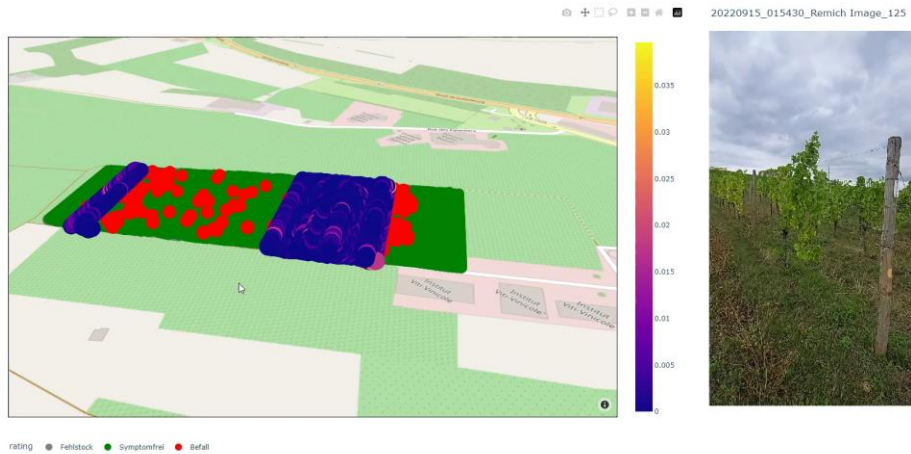 20220915_015430_Remich Image_125
0.035
0.03
0.025
0.02
0.015
0.01
0.005
0
Institut
Viti-Vinicole
Institut
Viti-Vinicole
Institut
Viti-Vinicole
rating Fehlstock Symptomfrei Befall